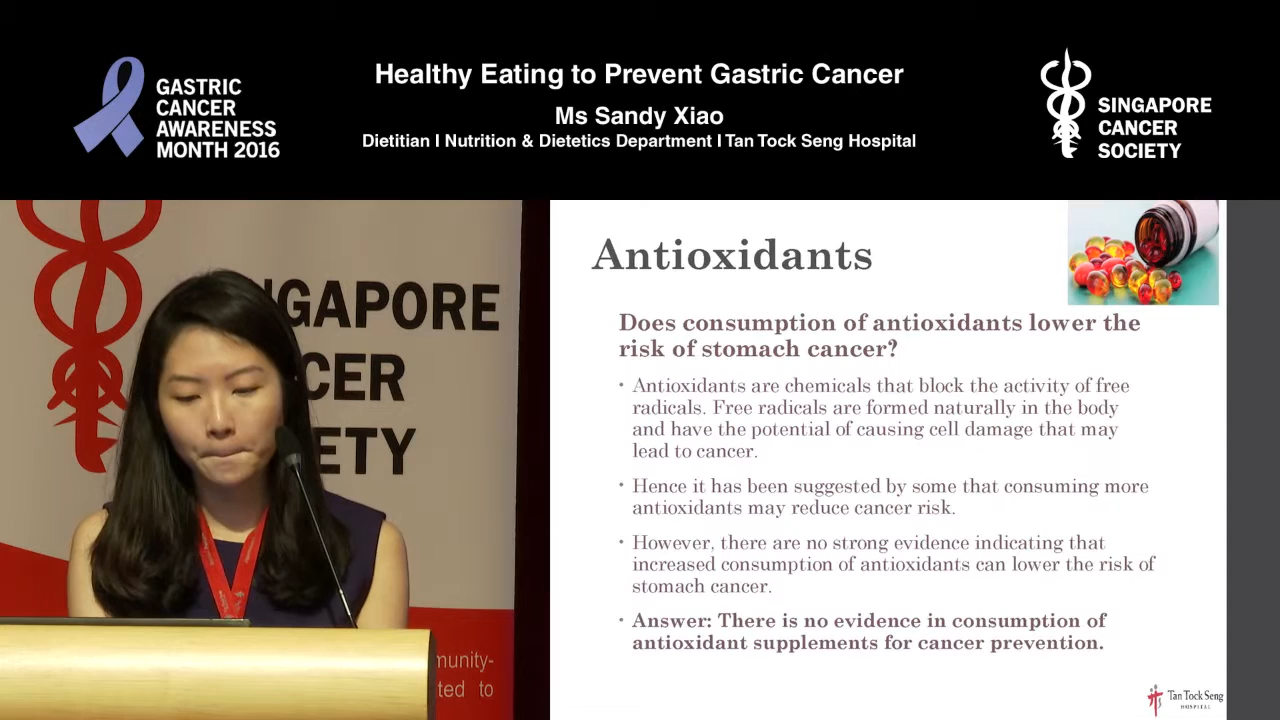 GASTRIC
CANCER
AWARENESS
MONTH 2016
Healthy Eating to Prevent Gastric Cancer
Ms Sandy Xiao
Dietitian I Nutrition & Dietetics Department I Tan Tock Seng Hospital
SINGAPORE
CANCER
SOCIETY
NGAPORE
CER
ETY
munity-
ted to
Antioxidants
Does consumption of antioxidants lower the
risk of stomach cancer?
• Antioxidants are chemicals that block the activity of free
radicals. Free radicals are formed naturally in the body
and have the potential of causing cell damage that may
lead to cancer.
• Hence it has been suggested by some that consuming more
antioxidants may reduce cancer risk.
• However, there are no strong evidence indicating that
increased consumption of antioxidants can lower the risk of
stomach cancer.
• Answer: There is no evidence in consumption of
antioxidant supplements for cancer prevention.
Tan Tock Seng
HOSPITAL